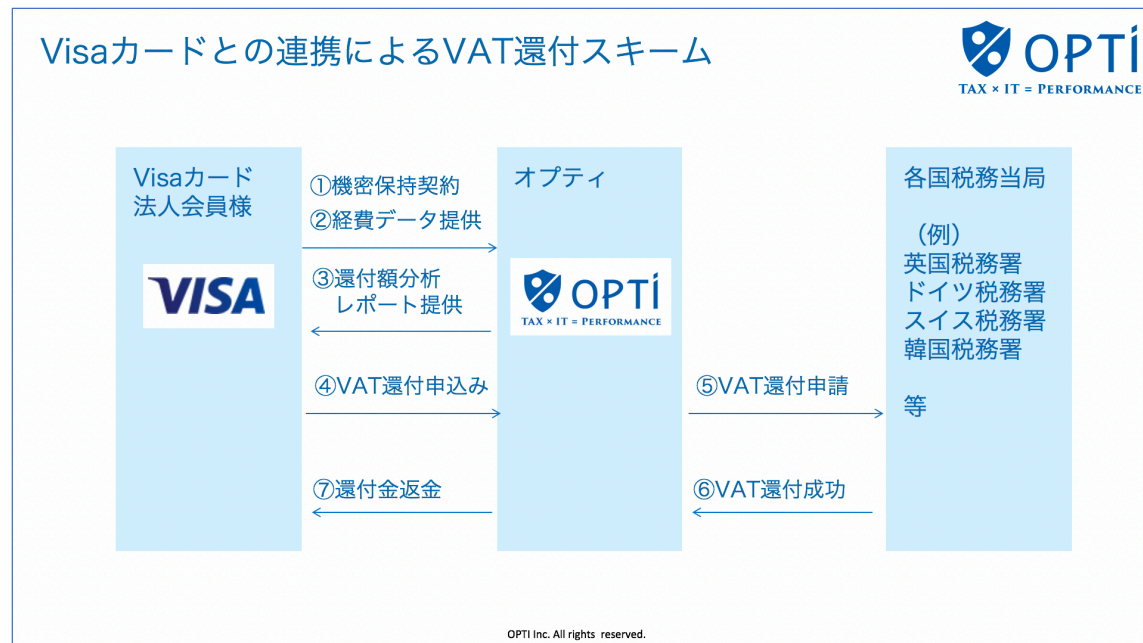 Visaカードとの連携によるVAT還付スキーム
OPTI
TAX × IT = PERFORMANCE
Visaカード
法人会員様
VISA
①機密保持契約
②経費データ提供
③還付額分析
レポート提供
④VAT還付申込み
⑦還付金返金
オプティ
OPTI
TAX × IT = PERFORMANCE
⑤VAT還付申請
⑥VAT還付成功
各国税務当局
（例）
英国税務署
ドイツ税務署
スイス税務署
韓国税務署
等
OPTI Inc. All rights reserved.